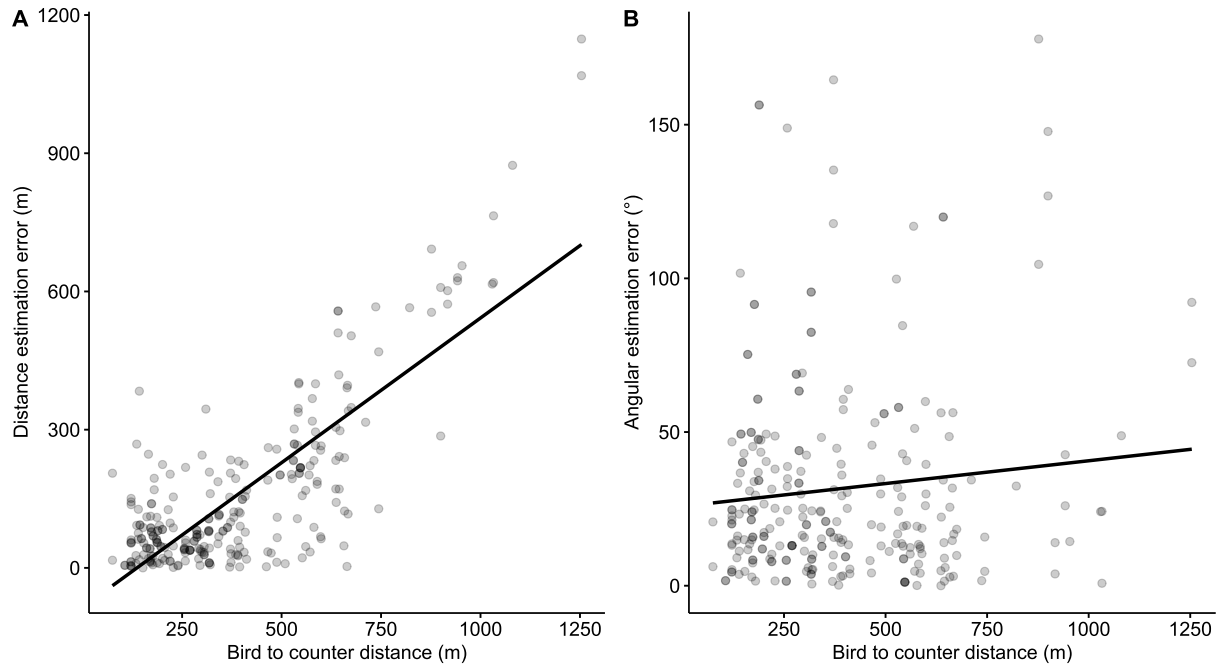 A
1200
900
600
300
0
Distance estimation error (m)
250 500 750 1000 1250
Bird to counter distance (m)
B
150
100
50
0
Angular estimation error (°)
250 500 750 1000 1250
Bird to counter distance (m)